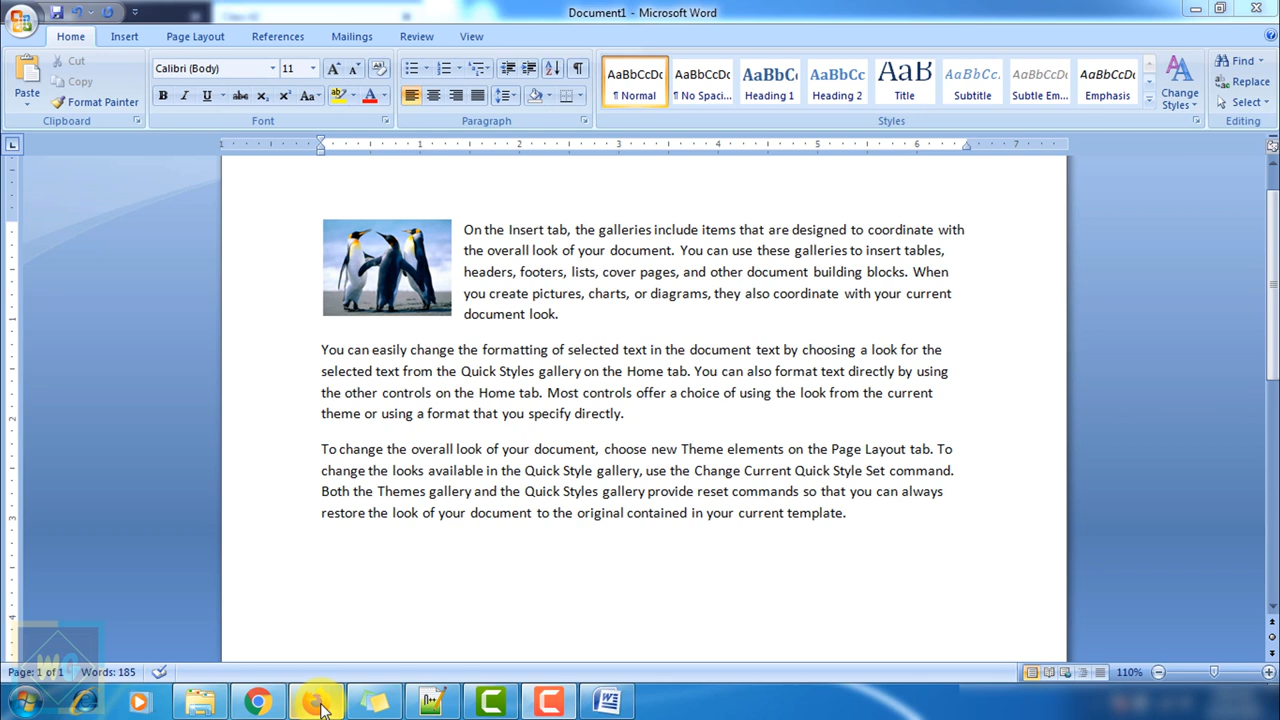 Document1 - Microsoft Word
Home Insert Page Layout References Mailings Review View
Paste
Cut
Copy
Format Painter
Clipboard
Calibri (Body) 11
Font
Paragraph
AaBbCcDc AaBbCcDc AaBbCc AaBbCc AaB AaBbCc. AaBbCcDc AaBbCcDc
¶ Normal ¶ No Spaci... Heading 1 Heading 2 Title Subtitle Subtle Em... Emphasis
Styles
Change
Styles
Find
Replace
Select
Editing
1 1 2 3 4 5 6 7
On the Insert tab, the galleries include items that are designed to coordinate with
the overall look of your document. You can use these galleries to insert tables,
headers, footers, lists, cover pages, and other document building blocks. When
you create pictures, charts, or diagrams, they also coordinate with your current
document look.
You can easily change the formatting of selected text in the document text by choosing a look for the
selected text from the Quick Styles gallery on the Home tab. You can also format text directly by using
the other controls on the Home tab. Most controls offer a choice of using the look from the current
theme or using a format that you specify directly.
To change the overall look of your document, choose new Theme elements on the Page Layout tab. To
change the looks available in the Quick Style gallery, use the Change Current Quick Style Set command.
Both the Themes gallery and the Quick Styles gallery provide reset commands so that you can always
restore the look of your document to the original contained in your current template.
Page: 1 of 1 Words: 185
110%